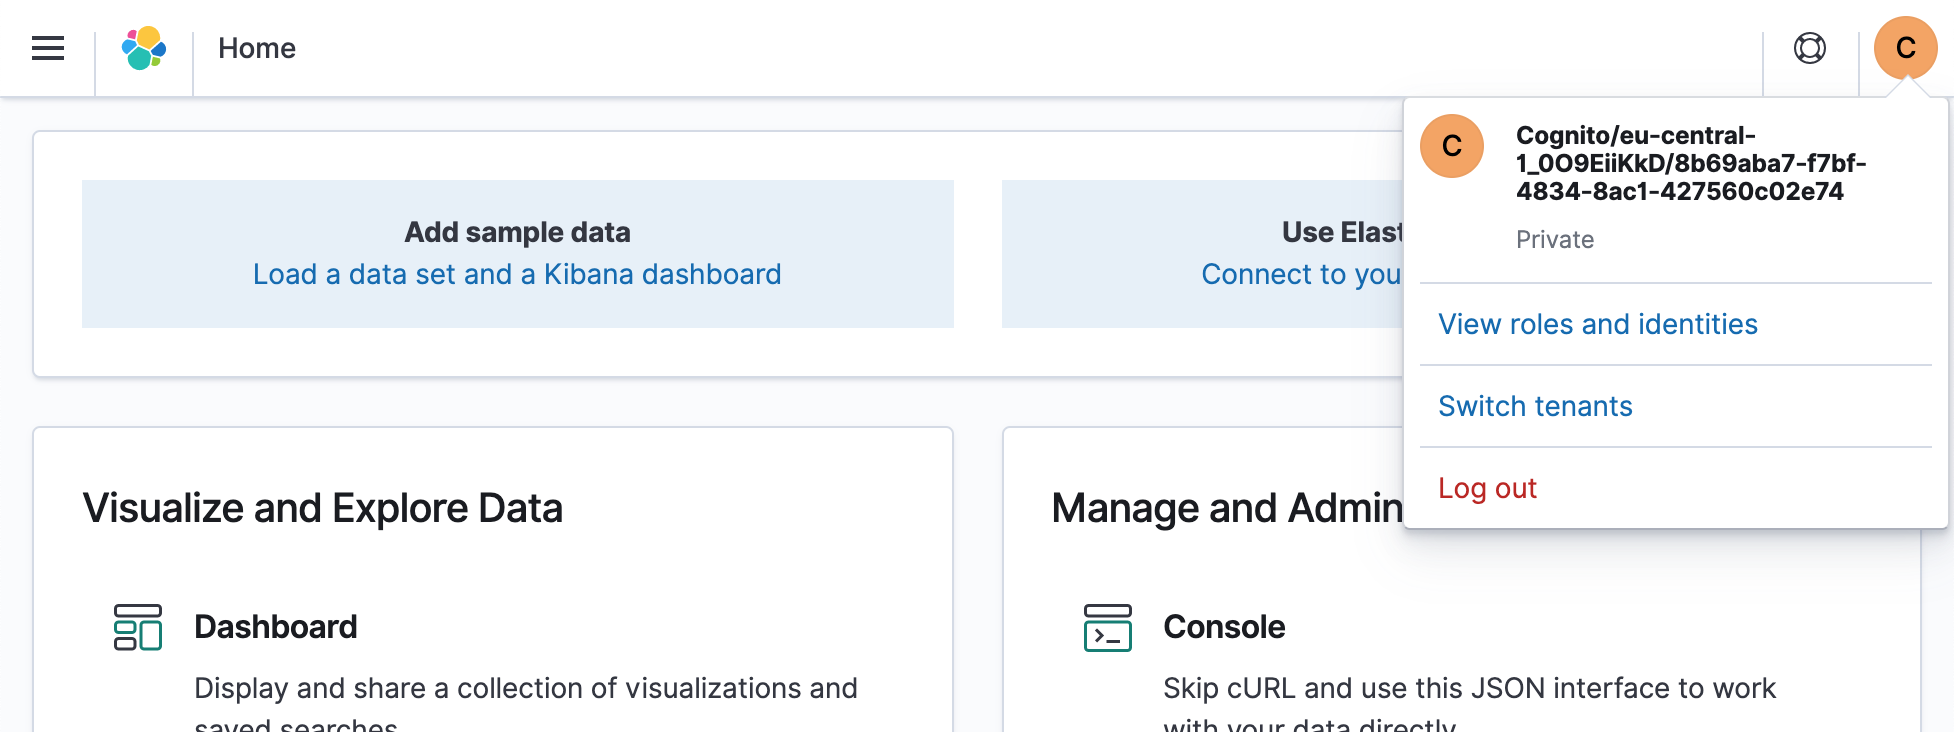 Home
C
C
Cognito/eu-central-
1_0O9EiiKkD/8b69aba7-f7bf-
4834-8ac1-427560c02e74
Private
View roles and identities
Switch tenants
Log out
Add sample data
Load a data set and a Kibana dashboard
Use Elast
Connect to you
Visualize and Explore Data
Dashboard
Display and share a collection of visualizations and
saved searches.
Manage and Admin
Console
Skip cURL and use this JSON interface to work
with your data directly.